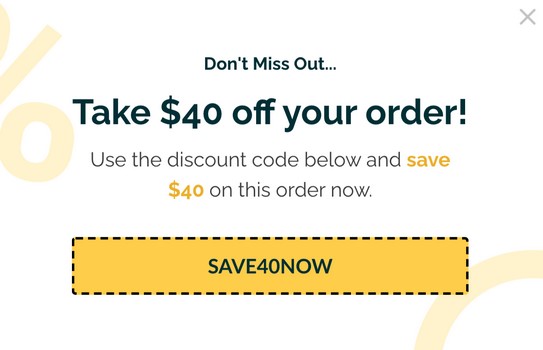 Don't Miss Out...
Take $40 off your order!
Use the discount code below and save
$40 on this order now.
SAVE40NOW